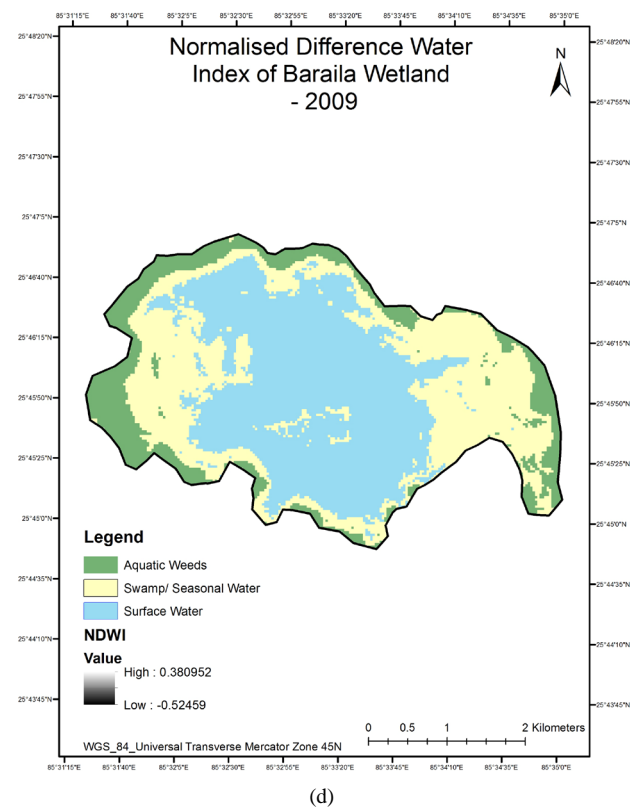 85°31'15"E 85°31'40"E 85°32'5"E 85°32'30"E 85°32'55"E 85°33'20"E 85°33'45"E 85°34'10"E 85°34'35"E 85°35'0"E
Normalised Difference Water
Index of Baraila Wetland
- 2009
N
25°48'20"N 25°48'20"N
25°47'55"N 25°47'55"N
25°47'30"N 25°47'30"N
25°47'5"N 25°47'5"N
25°46'40"N 25°46'40"N
25°46'15"N 25°46'15"N
25°45'50"N 25°45'50"N
25°45'25"N 25°45'25"N
25°45'0"N 25°45'0"N
25°44'35"N 25°44'35"N
25°44'10"N 25°44'10"N
25°43'45"N 25°43'45"N
Legend
Aquatic Weeds
Swamp/ Seasonal Water
Surface Water
NDWI
Value
High : 0.380952
Low : -0.52459
0 0.5 1 2 Kilometers
WGS_84_Universal Transverse Mercator Zone 45N
85°31'15"E 85°31'40"E 85°32'5"E 85°32'30"E 85°32'55"E 85°33'20"E 85°33'45"E 85°34'10"E 85°34'35"E 85°35'0"E
(d)